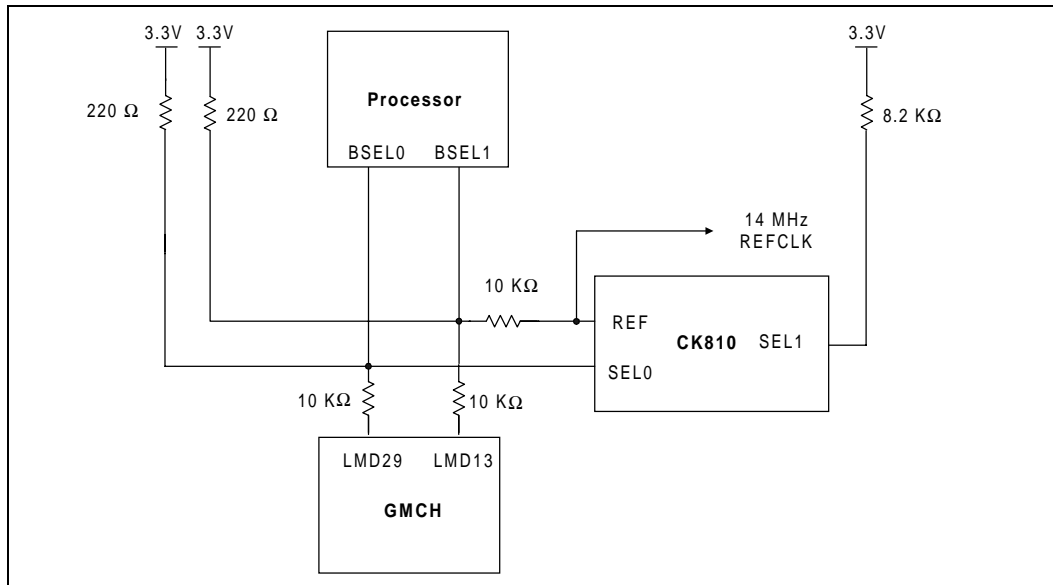 3.3V 3.3V
3.3V
Processor
220 Ω
220 Ω
8.2 KΩ
BSEL0 BSEL1
14 MHz
REFCLK
10 KΩ
REF
CK810 SEL1
SEL0
10 KΩ
10 KΩ
LMD29 LMD13
GMCH